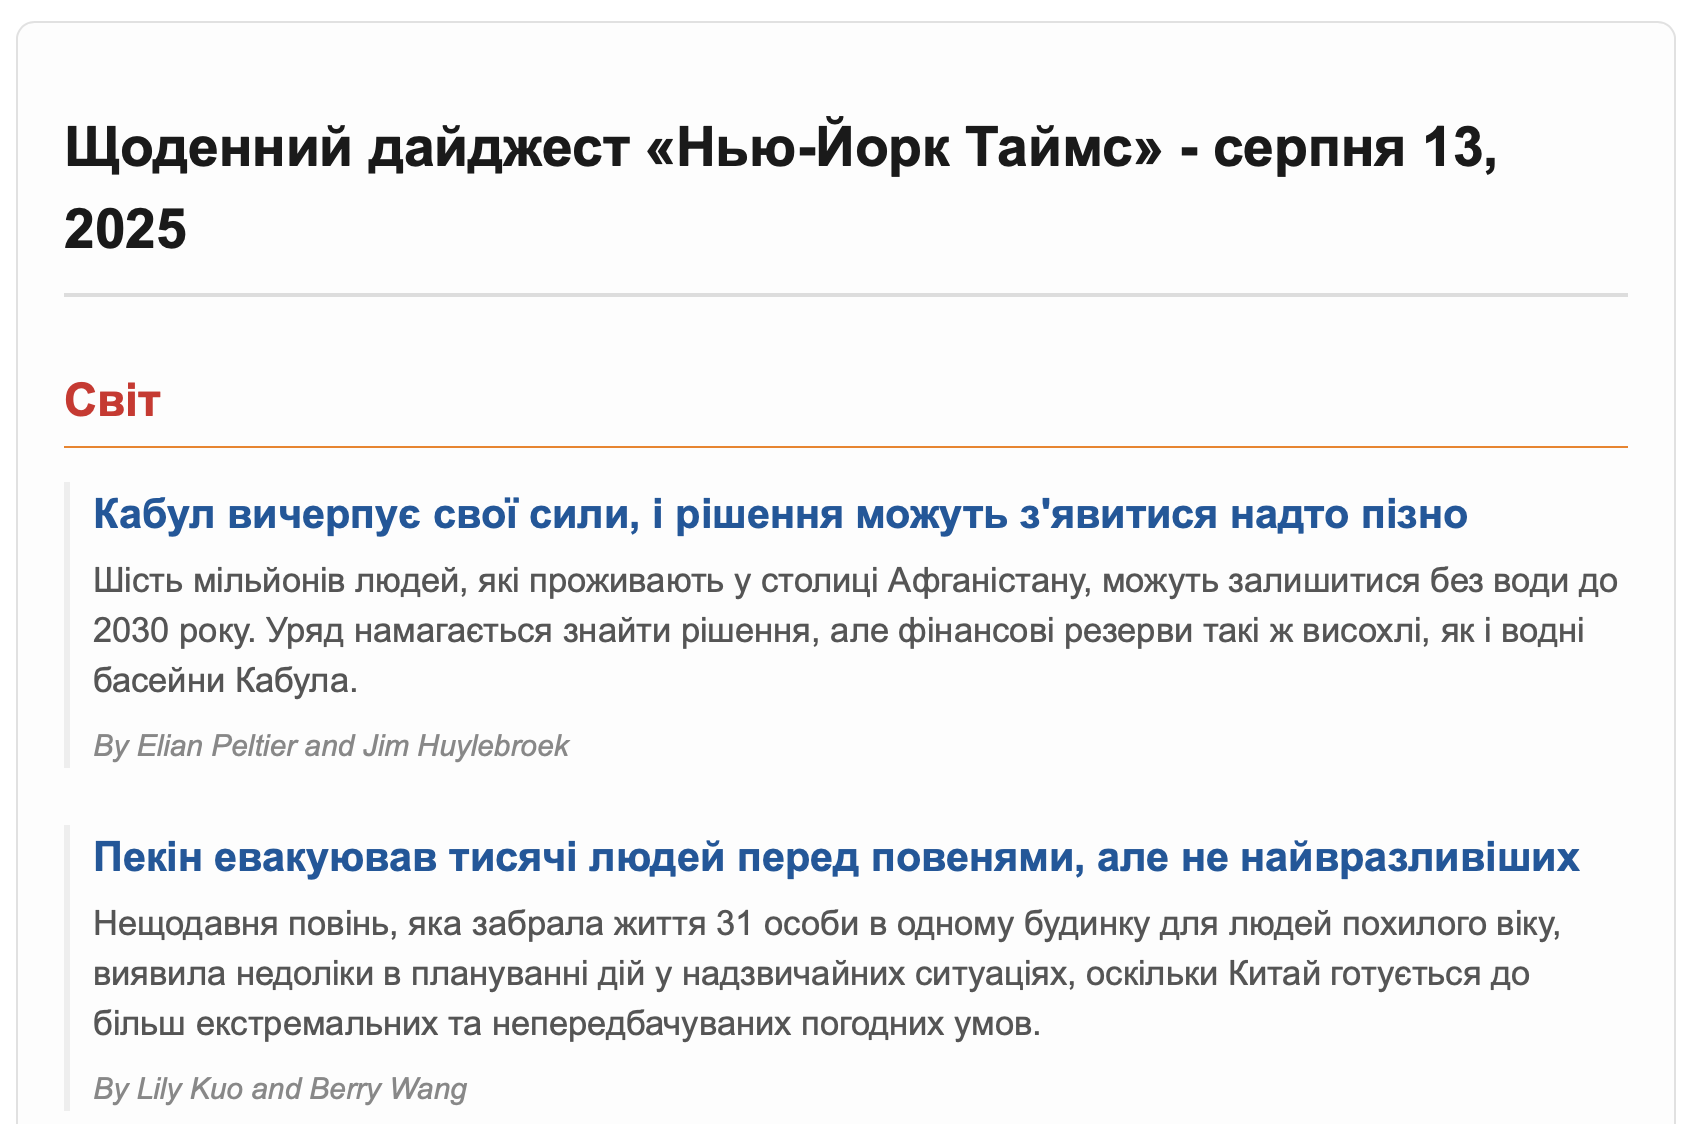 Щоденний дайджест «Нью-Йорк Таймс» - серпня 13,
2025
Світ
Кабул вичерпує свої сили, і рішення можуть з'явитися надто пізно
Шість мільйонів людей, які проживають у столиці Афганістану, можуть залишитися без води до
2030 року. Уряд намагається знайти рішення, але фінансові резерви такі ж висохлі, як і водні
басейни Кабула.
By Elian Peltier and Jim Huylebroek
Пекін евакуював тисячі людей перед повенями, але не найвразливіших
Нещодавня повінь, яка забрала життя 31 особи в одному будинку для людей похилого віку,
виявила недоліки в плануванні дій у надзвичайних ситуаціях, оскільки Китай готується до
більш екстремальних та непередбачуваних погодних умов.
By Lily Kuo and Berry Wang